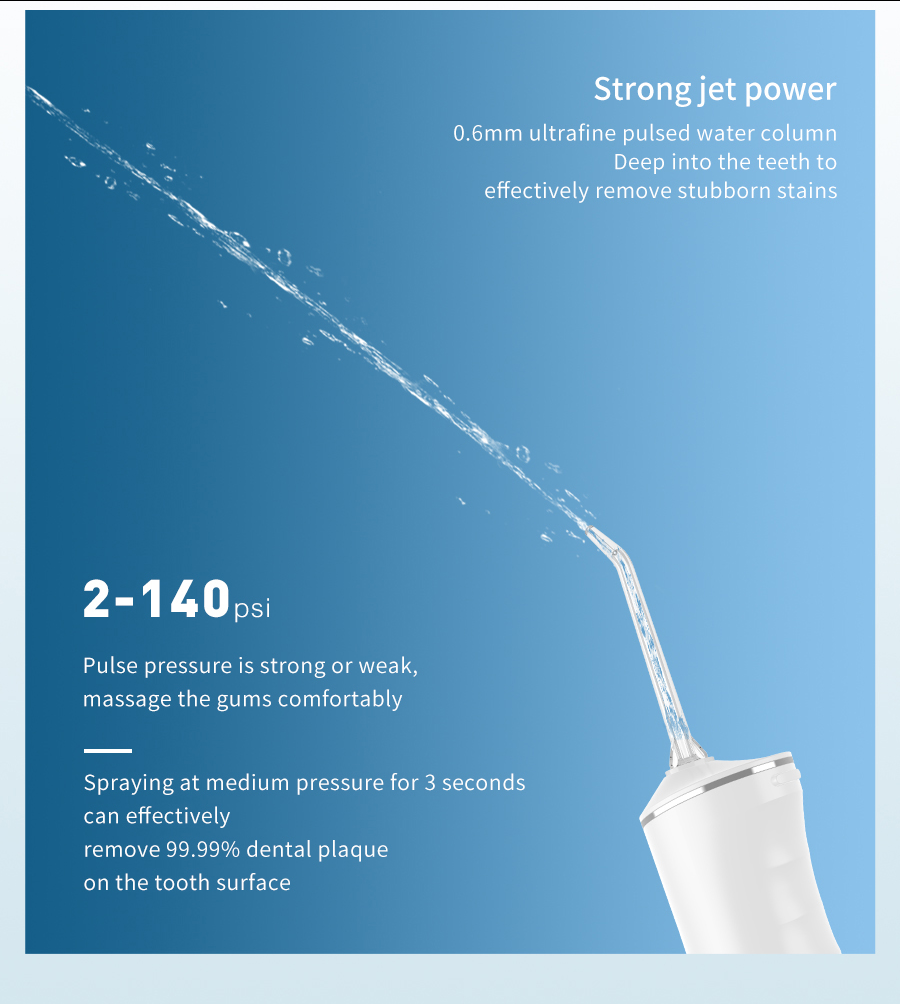 Strong jet power
0.6mm ultrafine pulsed water column
Deep into the teeth to
effectively remove stubborn stains
2-140psi
Pulse pressure is strong or weak,
massage the gums comfortably
Spraying at medium pressure for 3 seconds
can effectively
remove 99.99% dental plaque
on the tooth surface